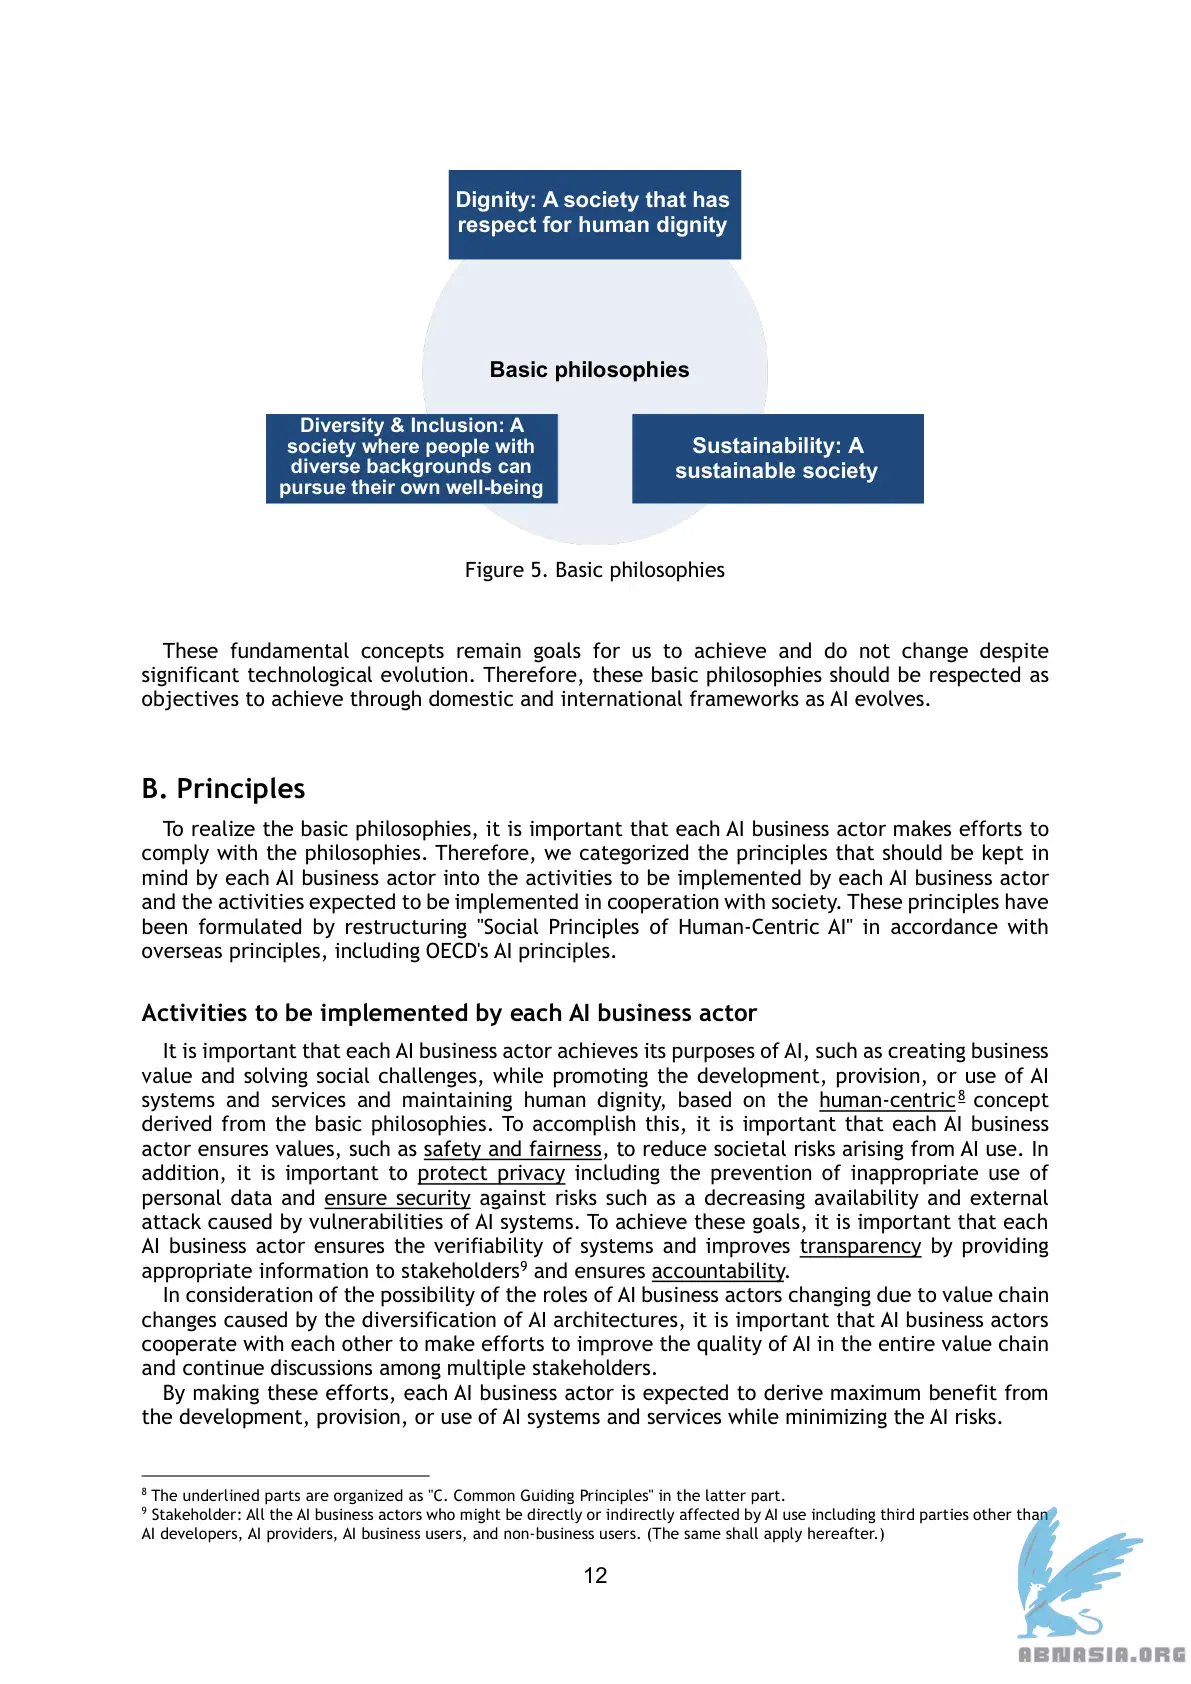 Dignity: A society that has
respect for human dignity
Basic philosophies
Diversity & Inclusion: A
society where people with
diverse backgrounds can
pursue their own well-being
Sustainability: A
sustainable society
Figure 5. Basic philosophies
These fundamental concepts remain goals for us to achieve and do not change despite
significant technological evolution. Therefore, these basic philosophies should be respected as
objectives to achieve through domestic and international frameworks as AI evolves.
B. Principles
To realize the basic philosophies, it is important that each AI business actor makes efforts to
comply with the philosophies. Therefore, we categorized the principles that should be kept in
mind by each AI business actor into the activities to be implemented by each AI business actor
and the activities expected to be implemented in cooperation with society. These principles have
been formulated by restructuring "Social Principles of Human-Centric AI" in accordance with
overseas principles, including OECD's AI principles.
Activities to be implemented by each AI business actor
It is important that each AI business actor achieves its purposes of AI, such as creating business
value and solving social challenges, while promoting the development, provision, or use of AI
systems and services and maintaining human dignity, based on the human-centric⁸ concept
derived from the basic philosophies. To accomplish this, it is important that each AI business
actor ensures values, such as safety and fairness, to reduce societal risks arising from AI use. In
addition, it is important to protect privacy including the prevention of inappropriate use of
personal data and ensure security against risks such as a decreasing availability and external
attack caused by vulnerabilities of AI systems. To achieve these goals, it is important that each
AI business actor ensures the verifiability of systems and improves transparency by providing
appropriate information to stakeholders⁹ and ensures accountability.
In consideration of the possibility of the roles of AI business actors changing due to value chain
changes caused by the diversification of AI architectures, it is important that AI business actors
cooperate with each other to make efforts to improve the quality of AI in the entire value chain
and continue discussions among multiple stakeholders.
By making these efforts, each AI business actor is expected to derive maximum benefit from
the development, provision, or use of AI systems and services while minimizing the AI risks.
⁸ The underlined parts are organized as "C. Common Guiding Principles" in the latter part.
⁹ Stakeholder: All the AI business actors who might be directly or indirectly affected by AI use including third parties other than
AI developers, AI providers, AI business users, and non-business users. (The same shall apply hereafter.)
12
ABNASIA.ORG